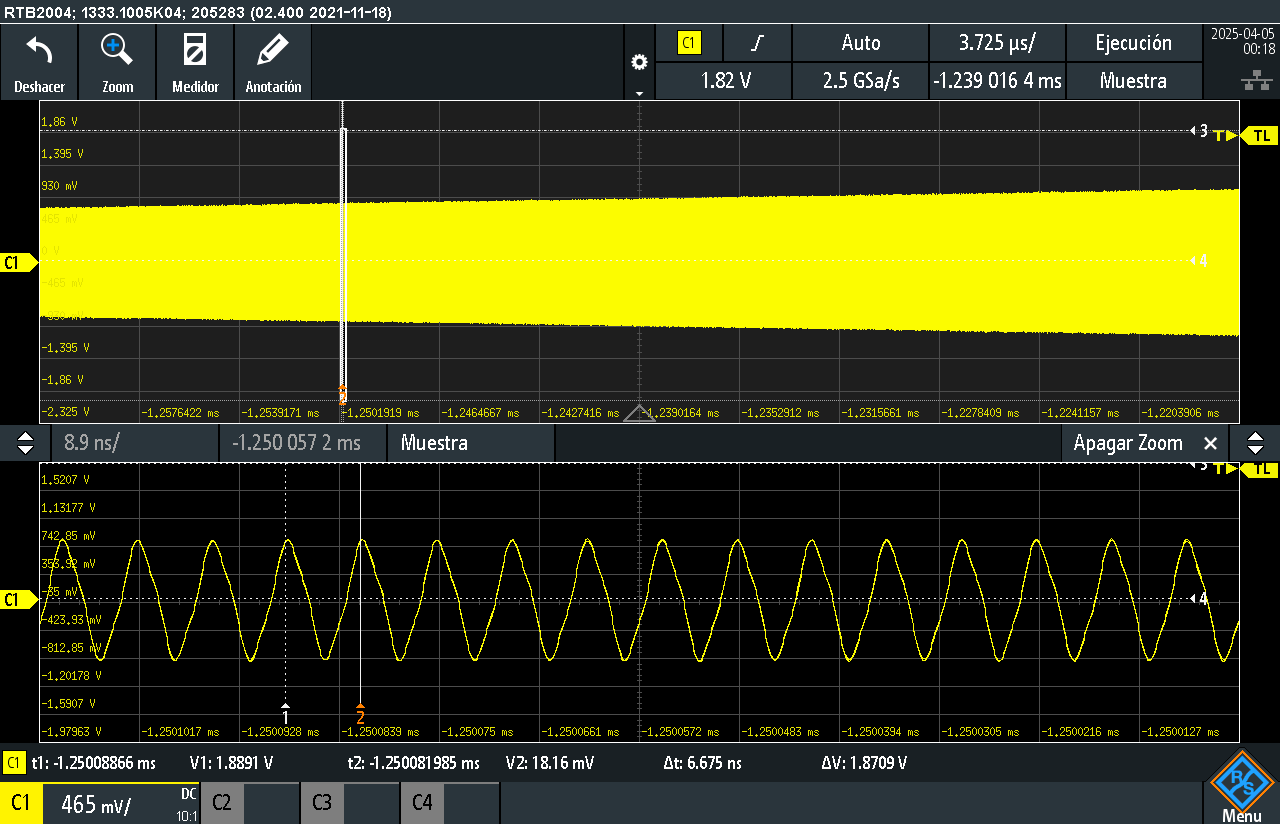 RTB2004; 1333.1005K04; 205283 (02.400 2021-11-18)
Deshacer Zoom Medidor Anotación
C1 Auto 3.725 µs/ Ejecución
1.82 V 2.5 GSa/s -1.239 016 4 ms Muestra
2025-04-05
00:18
1.86 V
3 T TL
1.395 V
930 mV
465 mV
0 V
C1 4
-465 mV
-930 mV
-1.395 V
-1.86 V
-2.325 V -1.2576422 ms -1.2539171 ms -1.2501919 ms -1.2464667 ms -1.2427416 ms -1.2390164 ms -1.2352912 ms -1.2315661 ms -1.2278409 ms -1.2241157 ms -1.2203906 ms
8.9 ns/ -1.250 057 2 ms Muestra Apagar Zoom
3 T TL
1.5207 V
1.13177 V
742.85 mV
353.92 mV
-35 mV
C1 4
-423.93 mV
-812.85 mV
-1.20178 V
-1.5907 V
1 2
-1.97963 V -1.2501017 ms -1.2500928 ms -1.2500839 ms -1.250075 ms -1.2500661 ms -1.2500572 ms -1.2500483 ms -1.2500394 ms -1.2500305 ms -1.2500216 ms -1.2500127 ms
C1 t1: -1.25008866 ms V1: 1.8891 V t2: -1.250081985 ms V2: 18.16 mV Δt: 6.675 ns ΔV: 1.8709 V
C1 465 mV/ DC 10:1 C2 C3 C4
R&S
Menu